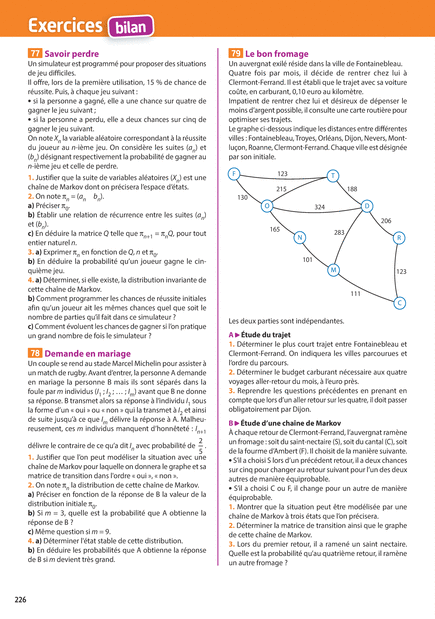 Exercices bilan
77 Savoir perdre
Un simulateur est programmé pour proposer des situations
de jeu difficiles.
Il offre, lors de la première utilisation, 15 % de chance de
réussite. Puis, à chaque jeu suivant :
• si la personne a gagné, elle a une chance sur quatre de
gagner le jeu suivant ;
• si la personne a perdu, elle a deux chances sur cinq de
gagner le jeu suivant.
On note Xn la variable aléatoire correspondant à la réussite
du joueur au n-ième jeu. On considère les suites (an) et
(bn) désignant respectivement la probabilité de gagner au
n-ième jeu et celle de perdre.
1. Justifier que la suite de variables aléatoires (Xn) est une
chaîne de Markov dont on précisera l'espace d'états.
2. On note πn = (an bn).
a) Préciser π0.
b) Établir une relation de récurrence entre les suites (an)
et (bn).
c) En déduire la matrice Q telle que πn+1 = πnQ, pour tout
entier naturel n.
3. a) Exprimer πn en fonction de Q, n et π0.
b) En déduire la probabilité qu'un joueur gagne le cin-
quième jeu.
4. a) Déterminer, si elle existe, la distribution invariante de
cette chaîne de Markov.
b) Comment programmer les chances de réussite initiales
afin qu'un joueur ait les mêmes chances quel que soit le
nombre de parties qu'il fait dans ce simulateur ?
c) Comment évoluent les chances de gagner si l'on pratique
un grand nombre de fois le simulateur ?
78 Demande en mariage
Un couple se rend au stade Marcel Michelin pour assister à
un match de rugby. Avant d'entrer, la personne A demande
en mariage la personne B mais ils sont séparés dans la
foule par m individus (I1 ; I2 ; … ; Im) avant que B ne donne
sa réponse. B transmet alors sa réponse à l'individu I1 sous
la forme d'un « oui » ou « non » qui la transmet à I2 et ainsi
de suite jusqu'à ce que Im délivre la réponse à A. Malheu-
reusement, ces m individus manquent d'honnêteté : In+1
délivre le contraire de ce qu'a dit In avec probabilité de 2/5.
1. Justifier que l'on peut modéliser la situation avec une
chaîne de Markov pour laquelle on donnera le graphe et sa
matrice de transition dans l'ordre « oui », « non ».
2. On note πn la distribution de cette chaîne de Markov.
a) Préciser en fonction de la réponse de B la valeur de la
distribution initiale π0.
b) Si m = 3, quelle est la probabilité que A obtienne la
réponse de B ?
c) Même question si m = 9.
4. a) Déterminer l'état stable de cette distribution.
b) En déduire les probabilités que A obtienne la réponse
de B si m devient très grand.
226
79 Le bon fromage
Un auvergnat exilé réside dans la ville de Fontainebleau.
Quatre fois par mois, il décide de rentrer chez lui à
Clermont-Ferrand. Il est établi que le trajet avec sa voiture
coûte, en carburant, 0,10 euro au kilomètre.
Impatient de rentrer chez lui et désireux de dépenser le
moins d'argent possible, il consulte une carte routière pour
optimiser son trajet.
Le graphe ci-dessous indique les distances entre différentes
villes : Fontainebleau, Troyes, Orléans, Dijon, Nevers, Mont-
luçon, Roanne, Clermont-Ferrand. Chaque ville est désignée
par son initiale.
F 123 T
130 215 188
O 324 D
165 283 206
N R
101 123
M
111
C
Les deux parties sont indépendantes.
A ▶ Étude du trajet
1. Déterminer le plus court trajet entre Fontainebleau et
Clermont-Ferrand. On indiquera les villes parcourues et
l'ordre du parcours.
2. Déterminer le budget carburant nécessaire aux quatre
voyages aller-retour du mois, à l'euro près.
3. Reprendre les questions précédentes en prenant en
compte que lors d'un aller retour sur les quatre, il doit passer
obligatoirement par Dijon.
B ▶ Étude d'une chaîne de Markov
À chaque retour de Clermont-Ferrand, l'auvergnat ramène
un fromage : soit du saint-nectaire (S), soit du cantal (C), soit
de la fourme d'Ambert (F). Il choisit de la manière suivante.
• S'il a choisi S lors d'un précédent retour, il a deux chances
sur cinq pour changer au retour suivant pour l'un des deux
autres de manière équiprobable.
• S'il a choisi C ou F, il change pour un autre de manière
équiprobable.
1. Montrer que la situation peut être modélisée par une
chaîne de Markov à trois états que l'on précisera.
2. Déterminer la matrice de transition ainsi que le graphe
de cette chaîne de Markov.
3. Lors du premier retour, il a ramené un saint nectaire.
Quelle est la probabilité qu'au quatrième retour, il ramène
un autre fromage ?